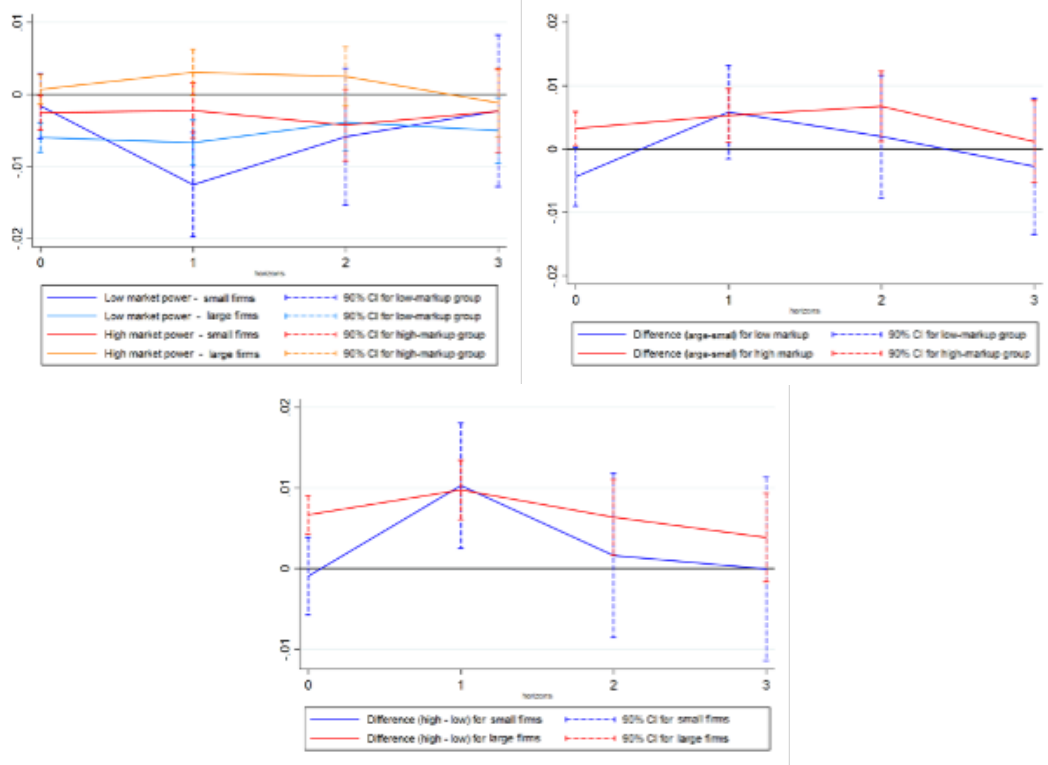 .01
0
-.01
-.02
0 1 2 3
horizons
Low market power - small firms 90% CI for low-markup group
Low market power - large firms 90% CI for low-markup group
High market power - small firms 90% CI for high-markup group
High market power - large firms 90% CI for high-markup group
.02
.01
0
-.01
-.02
0 1 2 3
horizons
Difference (large-small) for low markup 90% CI for low-markup group
Difference (large-small) for high markup 90% CI for high-markup group
.02
.01
0
-.01
0 1 2 3
horizons
Difference (high - low) for small firms 90% CI for small firms
Difference (high - low) for large firms 90% CI for large firms